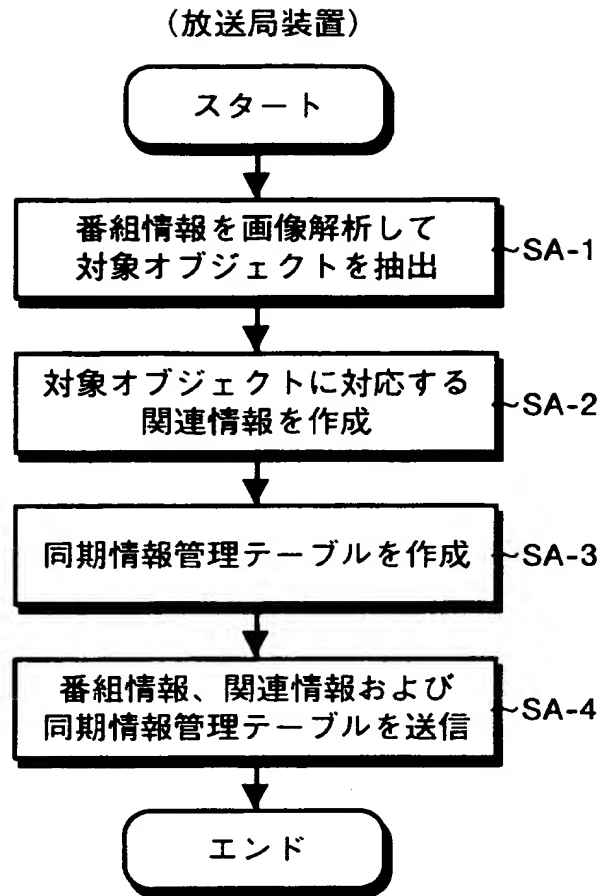 （放送局装置）
スタート
番組情報を画像解析して
対象オブジェクトを抽出
~SA-1
対象オブジェクトに対応する
関連情報を作成
~SA-2
同期情報管理テーブルを作成
~SA-3
番組情報、関連情報および
同期情報管理テーブルを送信
~SA-4
エンド